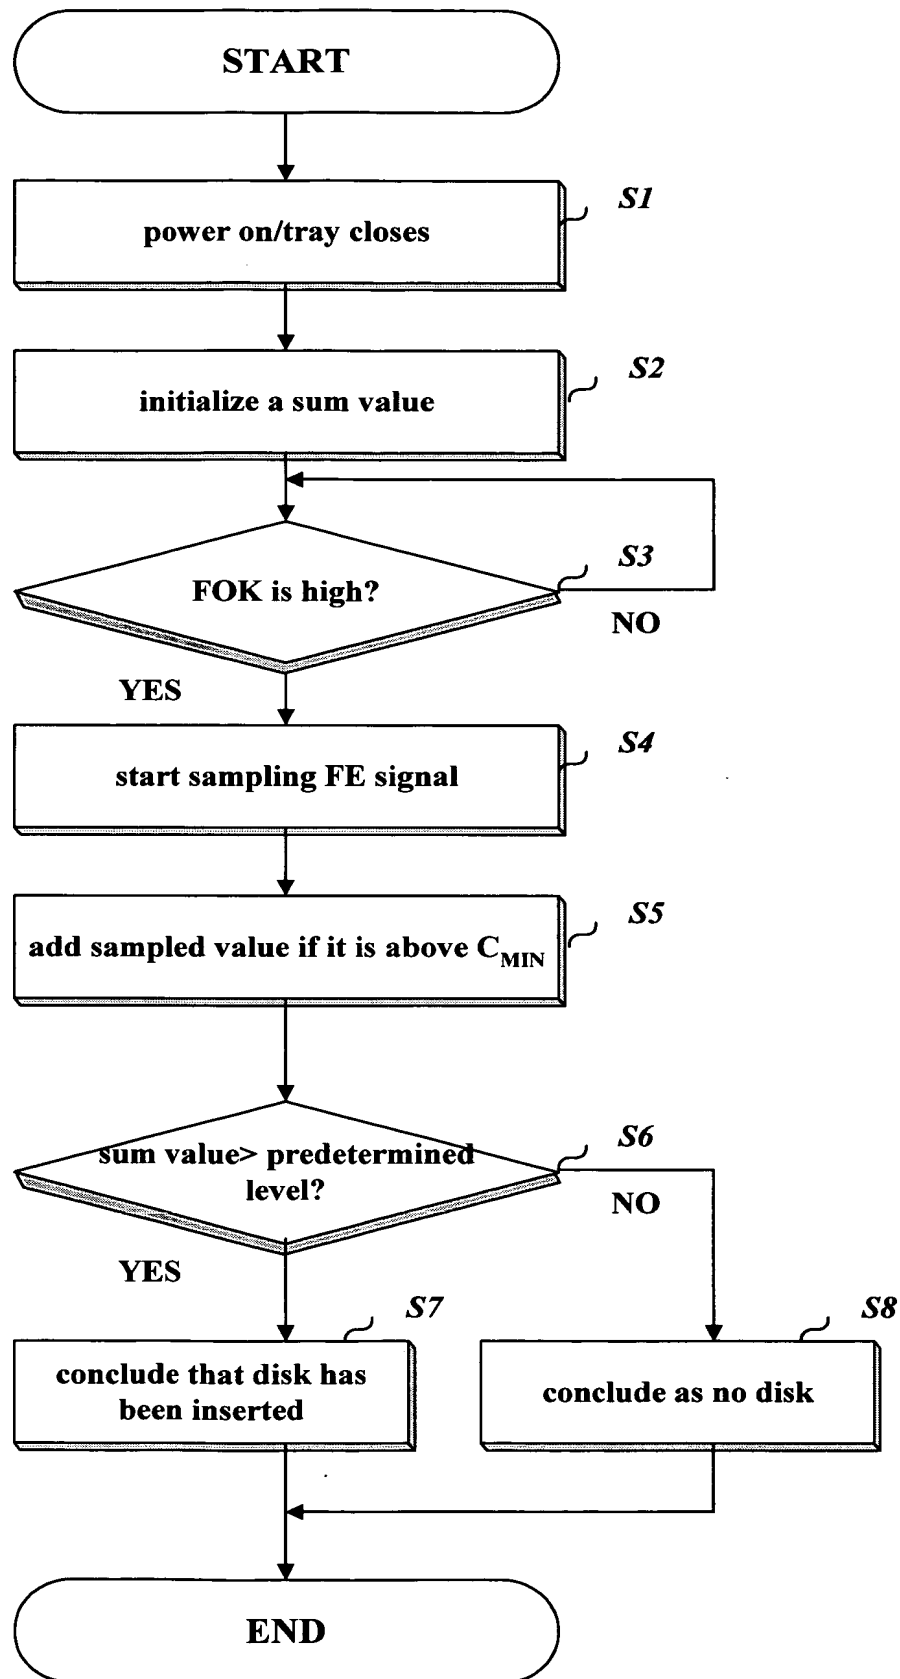 START
S1
power on/tray closes
S2
initialize a sum value
S3
FOK is high?
NO
YES
S4
start sampling FE signal
S5
add sampled value if it is above C_MIN
S6
sum value> predetermined
level?
NO
YES
S7
S8
conclude that disk has
been inserted
conclude as no disk
END